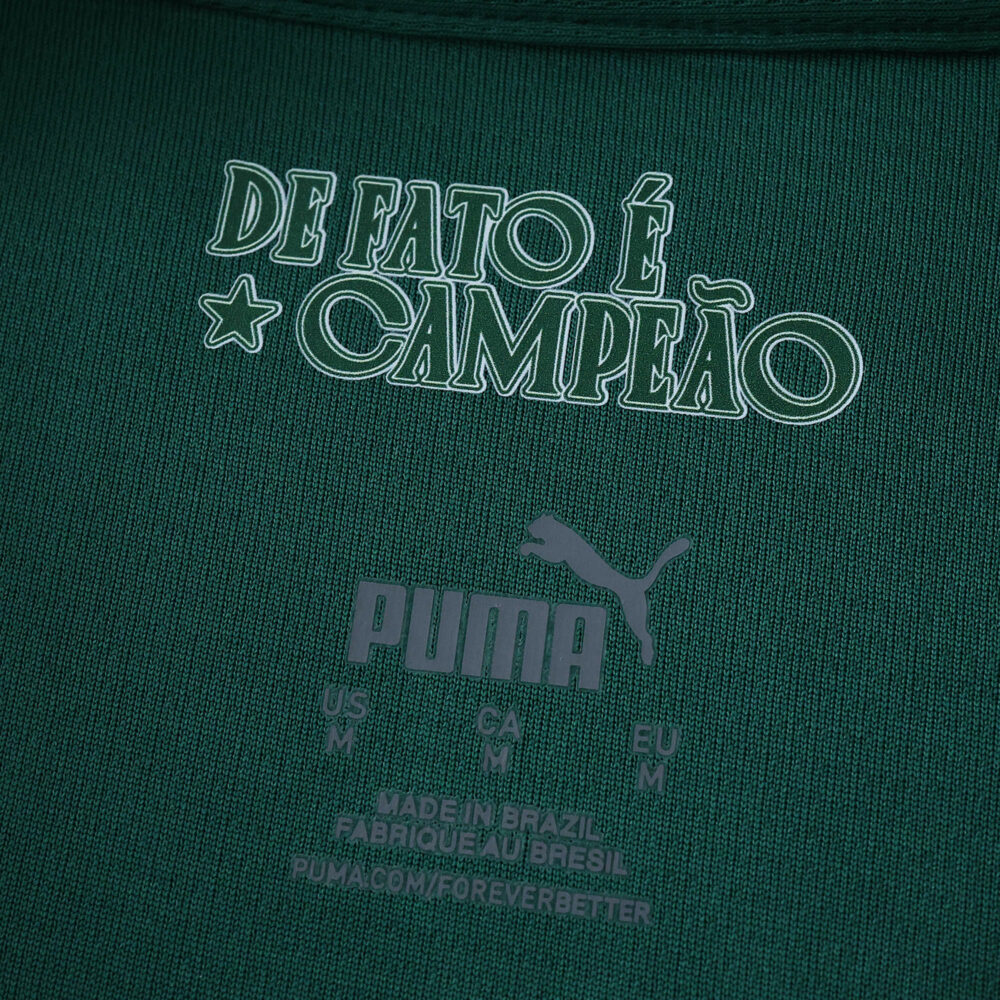 DE FATO É
★ CAMPEÃO
PUMA
US CA EU
M M M
MADE IN BRAZIL
FABRIQUE AU BRESIL
PUMA.COM/FOREVERBETTER